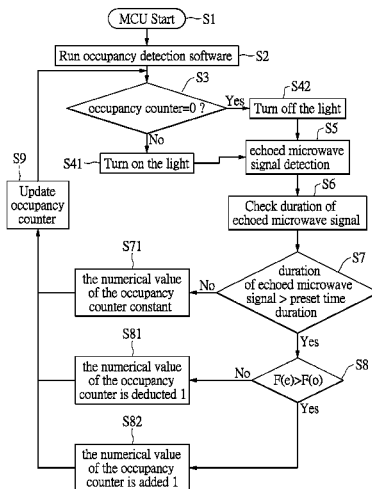 MCU Start
S1
Run occupancy detection software
S2
S3
occupancy counter=0 ?
Yes
S42
Turn off the light
No
S41
Turn on the light
S5
echoed microwave
signal detection
S9
Update
occupancy
counter
S6
Check duration of
echoed microwave signal
S7
duration
of echoed microwave
signal > preset time
duration
No
S71
the numerical value
of the occupancy
counter constant
Yes
S8
F(e)>F(o)
No
S81
the numerical
value of the occupancy
counter is deducted 1
Yes
S82
the numerical value
of the occupancy
counter is added 1